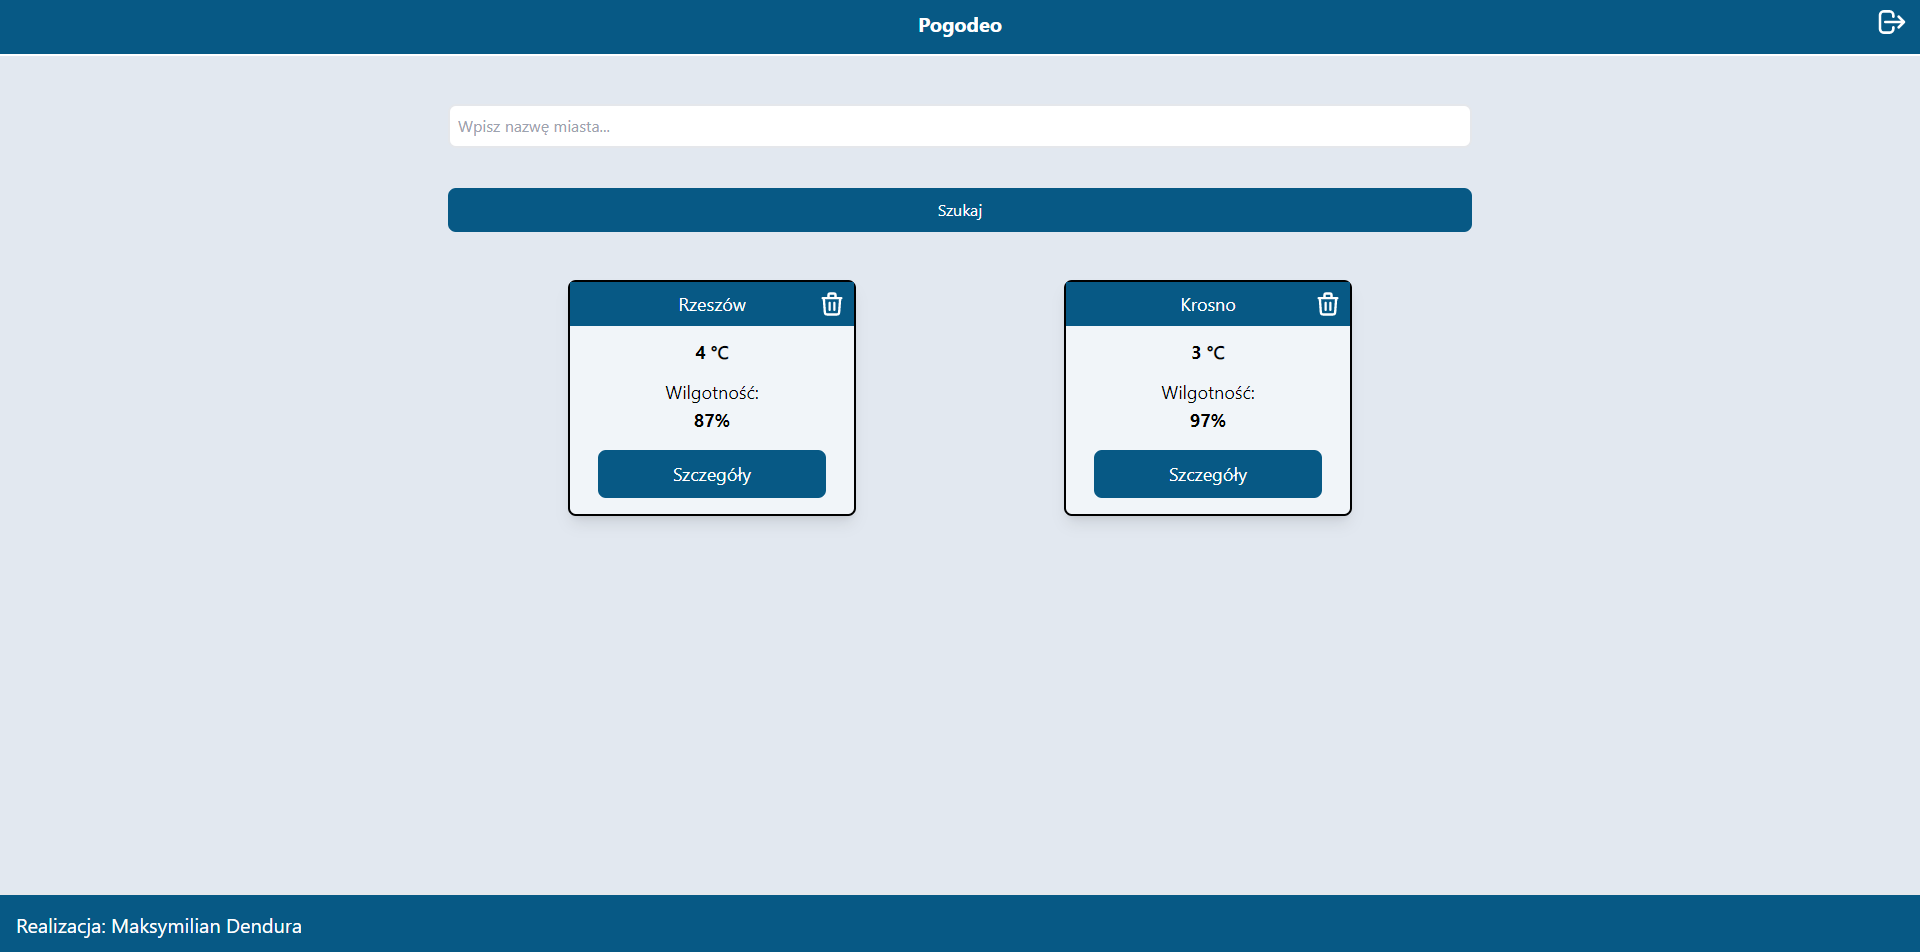 Pogodeo
Wpisz nazwę miasta...
Szukaj
Rzeszów
4 °C
Wilgotność:
87%
Szczegóły
Krosno
3 °C
Wilgotność:
97%
Szczegóły
Realizacja: Maksymilian Dendura